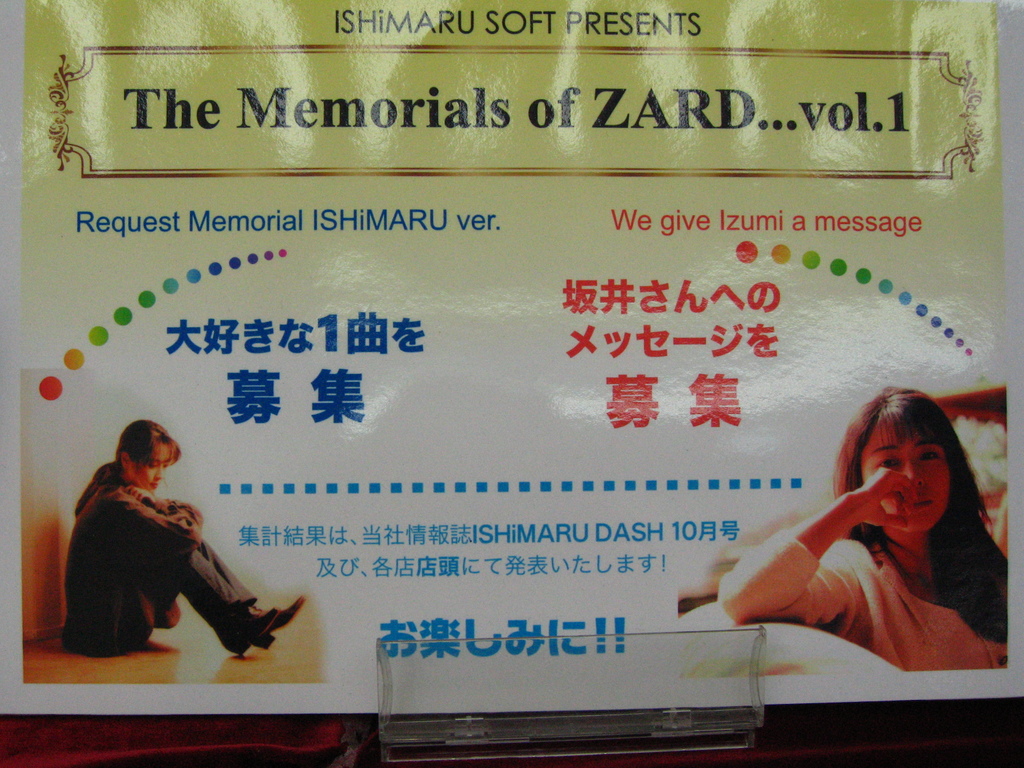 ISHiMARU SOFT PRESENTS
The Memorials of ZARD...vol.1
Request Memorial ISHiMARU ver.
大好きな1曲を
募集
We give Izumi a message
坂井さんへの
メッセージを
募集
集計結果は、当社情報誌ISHiMARU DASH 10月号
及び、各店店頭にて発表いたします!
お楽しみに!!